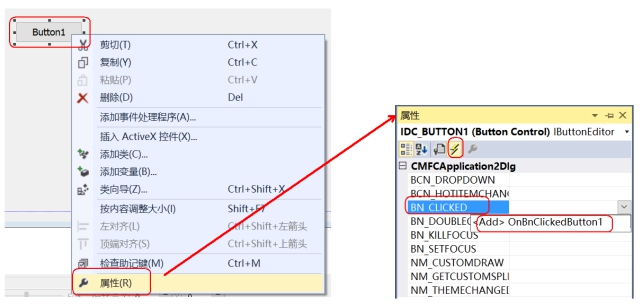 Button1
剪切(T) Ctrl+X
复制(Y) Ctrl+C
粘贴(P) Ctrl+V
删除(D) Del
添加事件处理程序(A)...
插入 ActiveX 控件(X)...
添加类(C)...
添加变量(B)...
类向导(Z)... Ctrl+Shift+X
按内容调整大小(I) Shift+F7
左对齐(L) Ctrl+Shift+左箭头
顶端对齐(S) Ctrl+Shift+上箭头
检查助记键(M) Ctrl+M
属性(R)
属性
IDC_BUTTON1 (Button Control) IButtonEditor
CMFCApplication2Dlg
BCN_DROPDOWN
BCN_HOTITEMCHAN
BN_CLICKED
BN_DOUBLEC <Add> OnBnClickedButton1
BN_KILLFOCUS
BN_SETFOCUS
NM_CUSTOMDRAW
NM_GETCUSTOMSPLI
NM_THEMECHANGED